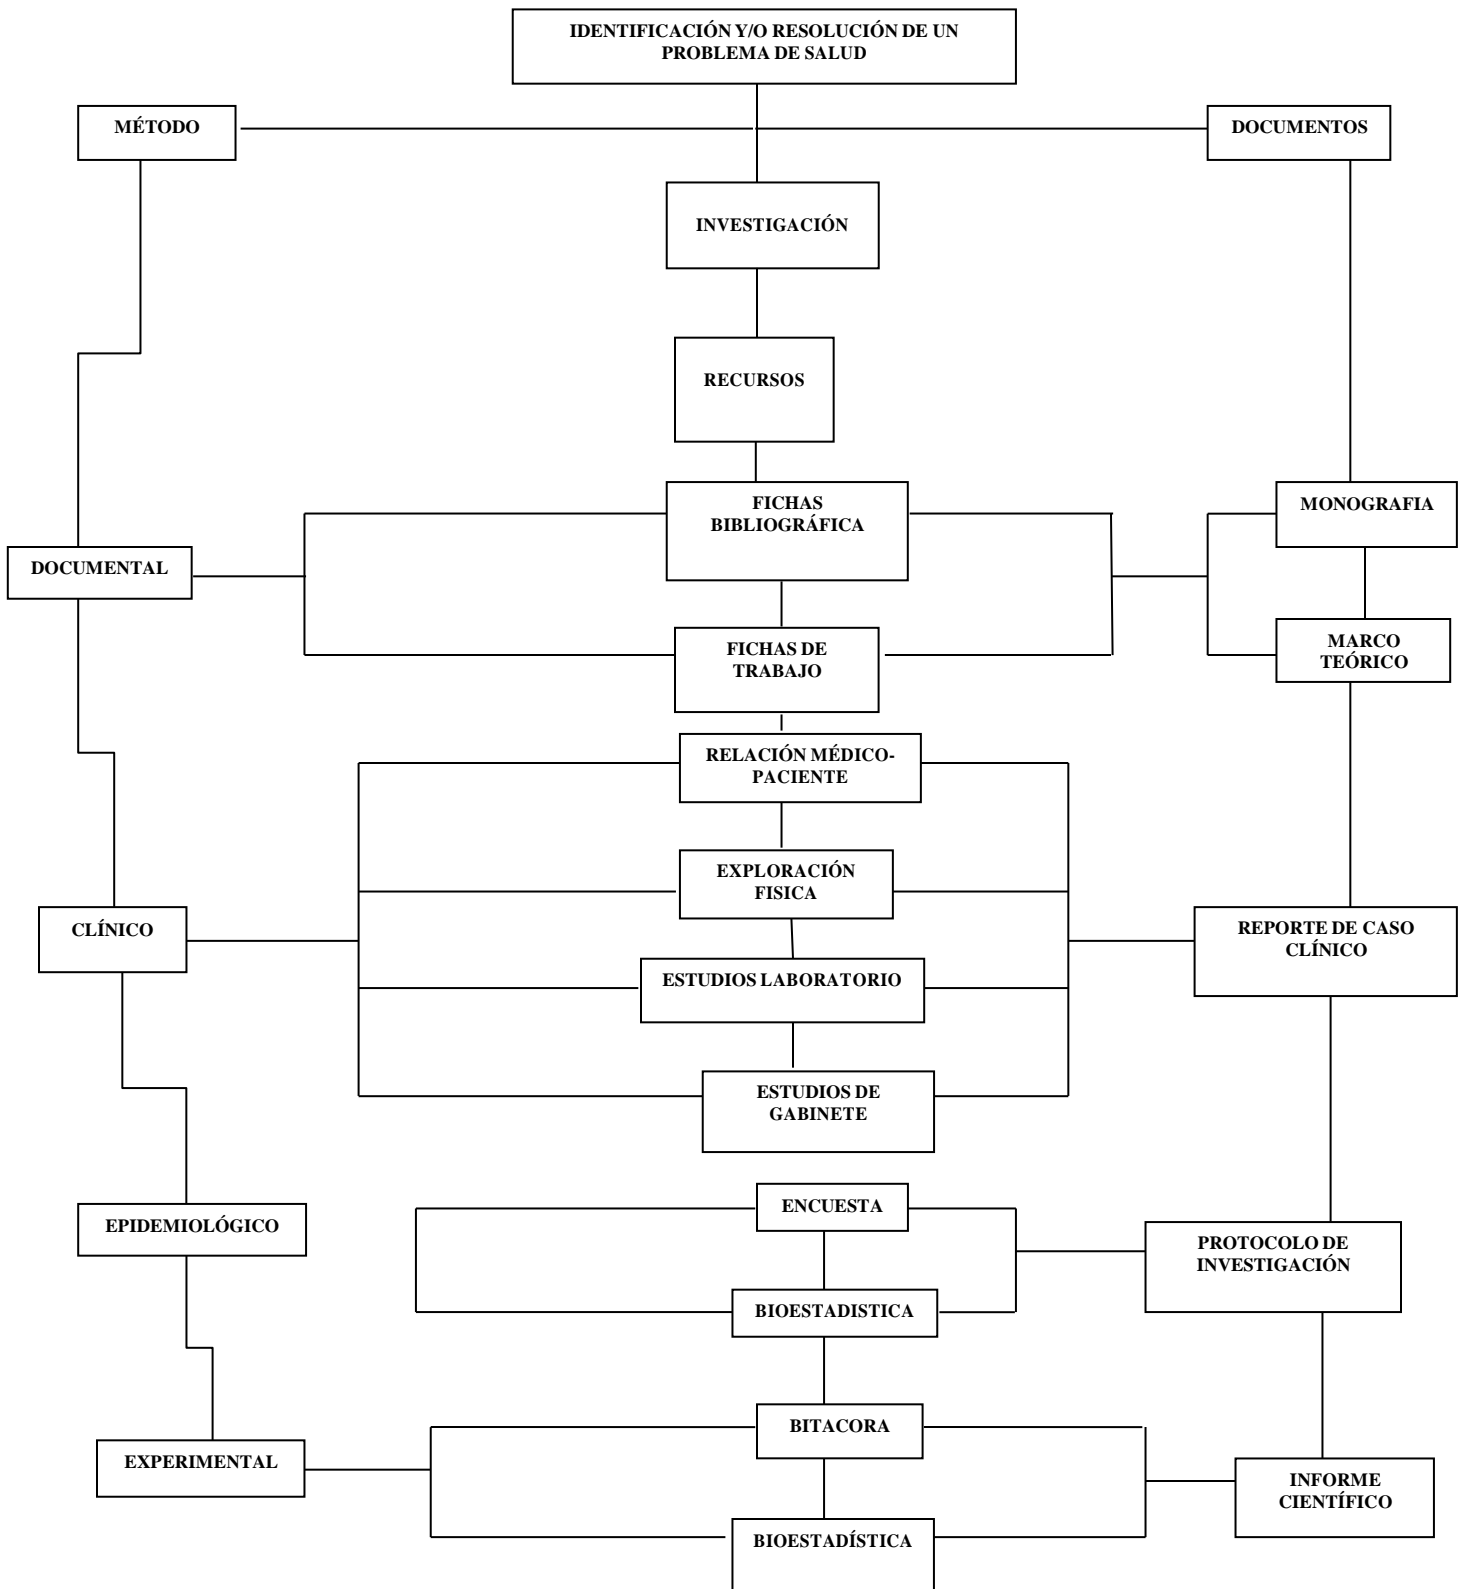 IDENTIFICACIÓN Y/O RESOLUCIÓN DE UN
PROBLEMA DE SALUD
MÉTODO
DOCUMENTOS
INVESTIGACIÓN
RECURSOS
FICHAS
BIBLIOGRÁFICA
MONOGRAFIA
DOCUMENTAL
FICHAS DE
TRABAJO
MARCO
TEÓRICO
RELACIÓN MÉDICO-
PACIENTE
EXPLORACIÓN
FISICA
CLÍNICO
REPORTE DE CASO
CLÍNICO
ESTUDIOS LABORATORIO
ESTUDIOS DE
GABINETE
ENCUESTA
EPIDEMIOLÓGICO
PROTOCOLO DE
INVESTIGACIÓN
BIOESTADISTICA
BITACORA
EXPERIMENTAL
INFORME
CIENTÍFICO
BIOESTADÍSTICA